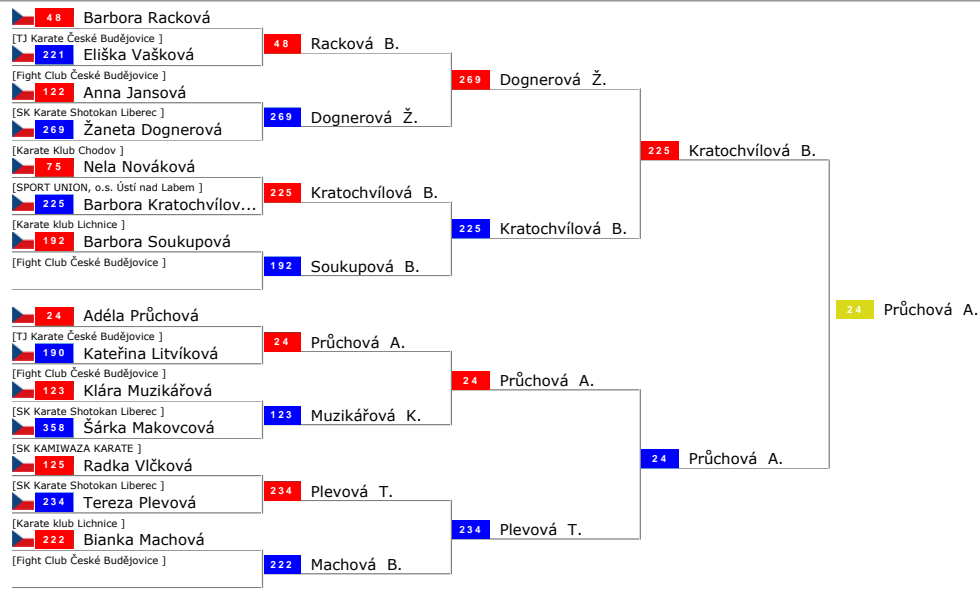 48 Barbora Racková
[TJ Karate České Budějovice ]
221 Eliška Vašková
[Fight Club České Budějovice ]
122 Anna Jansová
[SK Karate Shotokan Liberec ]
269 Žaneta Dognerová
[Karate Klub Chodov ]
75 Nela Nováková
[SPORT UNION, o.s. Ústí nad Labem ]
225 Barbora Kratochvílov...
[Karate klub Lichnice ]
192 Barbora Soukupová
[Fight Club České Budějovice ]
24 Adéla Průchová
[TJ Karate České Budějovice ]
190 Kateřina Litvíková
[Fight Club České Budějovice ]
123 Klára Muzikářová
[SK Karate Shotokan Liberec ]
358 Šárka Makovcová
[SK KAMIWAZA KARATE ]
125 Radka Vlčková
[SK Karate Shotokan Liberec ]
234 Tereza Plevová
[Karate klub Lichnice ]
222 Bianka Machová
[Fight Club České Budějovice ]
48 Racková B.
269 Dognerová Ž.
225 Kratochvílová B.
192 Soukupová B.
24 Průchová A.
123 Muzikářová K.
234 Plevová T.
222 Machová B.
269 Dognerová Ž.
225 Kratochvílová B.
24 Průchová A.
234 Plevová T.
225 Kratochvílová B.
24 Průchová A.
24 Průchová A.